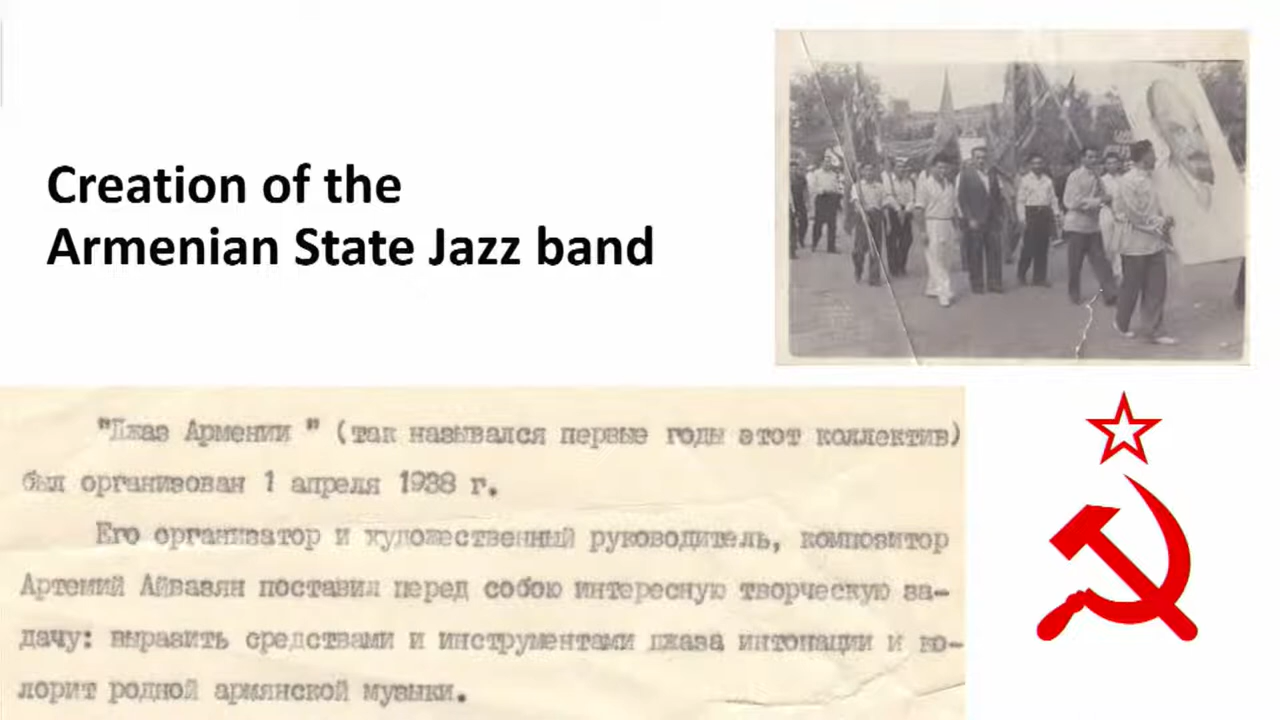 Creation of the
Armenian State Jazz band
"Джаз Армении " (так назывался первые годы этот коллектив)
был организован 1 апреля 1938 г.
Его организатор и художественный руководитель, композитор
Артемий Айвазян поставил перед собою интересную творческую за-
дачу: выразить средствами и инструментами джаза интонации и ко-
лорит родной армянской музыки.